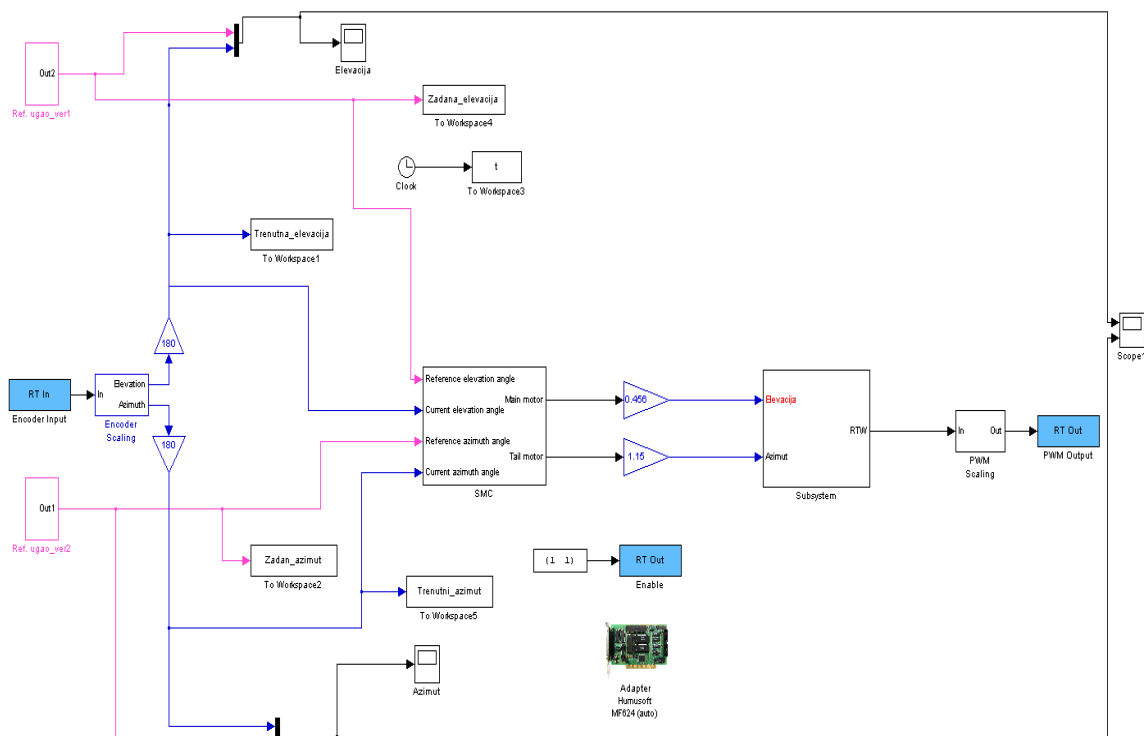 Out2
Ref. ugao_ver1
Elevacija
Zadana_elevacija
To Workspace4
Clock
t
To Workspace3
Trenutna_elevacija
To Workspace1
180
RT In
Encoder Input
In
Elevation
Azimuth
Encoder
Scaling
180
Reference elevation angle
Current elevation angle
Reference azimuth angle
Current azimuth angle
Main motor
Tail motor
SMC
0.456
1.15
Elevacija
Azimut
RTW
Subsystem
In
Out
PWM
Scaling
RT Out
PWM Output
Scope1
Out1
Ref. ugao_ver2
Zadan_azimut
To Workspace2
(1 1)
RT Out
Enable
Trenutni_azimut
To Workspace5
Azimut
Adapter
Humusoft
MF624 (auto)